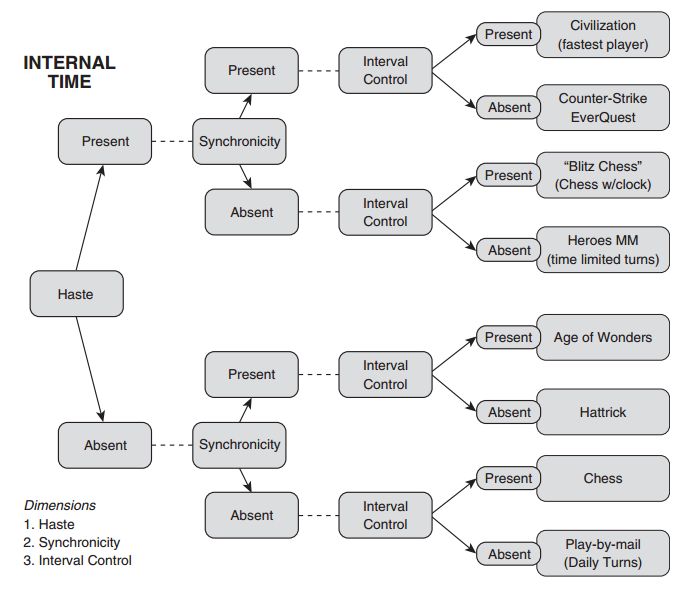 INTERNAL
TIME
Haste
Present
Synchronicity
Present
Interval
Control
Present
Civilization
(fastest player)
Absent
Counter-Strike
EverQuest
Absent
Interval
Control
Present
“Blitz Chess”
(Chess w/clock)
Absent
Heroes MM
(time limited turns)
Absent
Synchronicity
Present
Interval
Control
Present
Age of Wonders
Absent
Hattrick
Absent
Interval
Control
Present
Chess
Absent
Play-by-mail
(Daily Turns)
Dimensions
1. Haste
2. Synchronicity
3. Interval Control